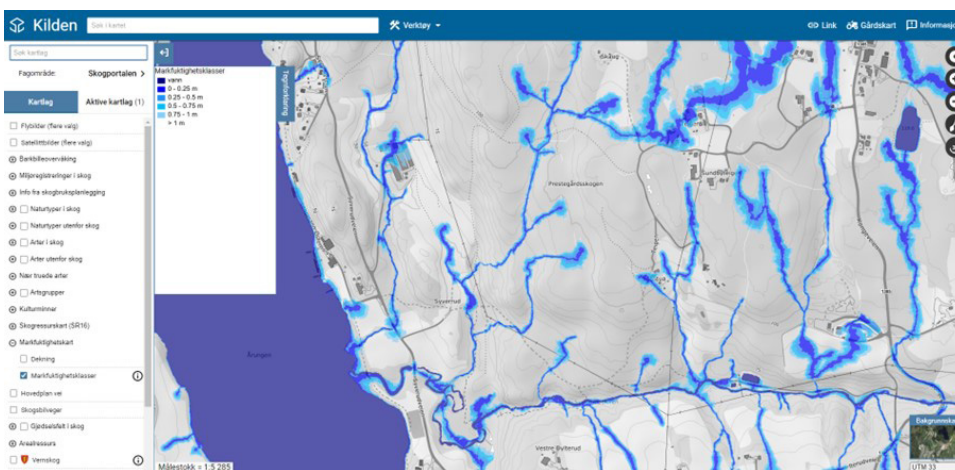 Kilden
Søk i kartet
Verktøy
Link
Gårdskart
Informasjo
Søk kartlag
Fagområde:
Skogportalen >
Kartlag
Aktive kartlag (1)
Flybilder (flere valg)
Satellittbilder (flere valg)
Barkbilleovervåking
Miljøregistreringer i skog
Info fra skogbruksplanlegging
Naturtyper i skog
Naturtyper utenfor skog
Arter i skog
Arter utenfor skog
Nær truede arter
Artsgrupper
Kulturminner
Skogressurskart (SR16)
Markfuktighetskart
Dekning
Markfuktighetsklasser
Hovedplan vei
Skogsbilveger
Gjødselsfelt i skog
Arealressurs
Vernskog
Markfuktighetsklasser
vann
0 - 0.25 m
0.25 - 0.5 m
0.5 - 0.75 m
0.75 - 1 m
> 1 m
Tegnforklaring
Prestegårdsskogen
Syverud
Årungen
Vestre Bylterud
Målestokk = 1:5 285
Bakgrunnska
UTM 33